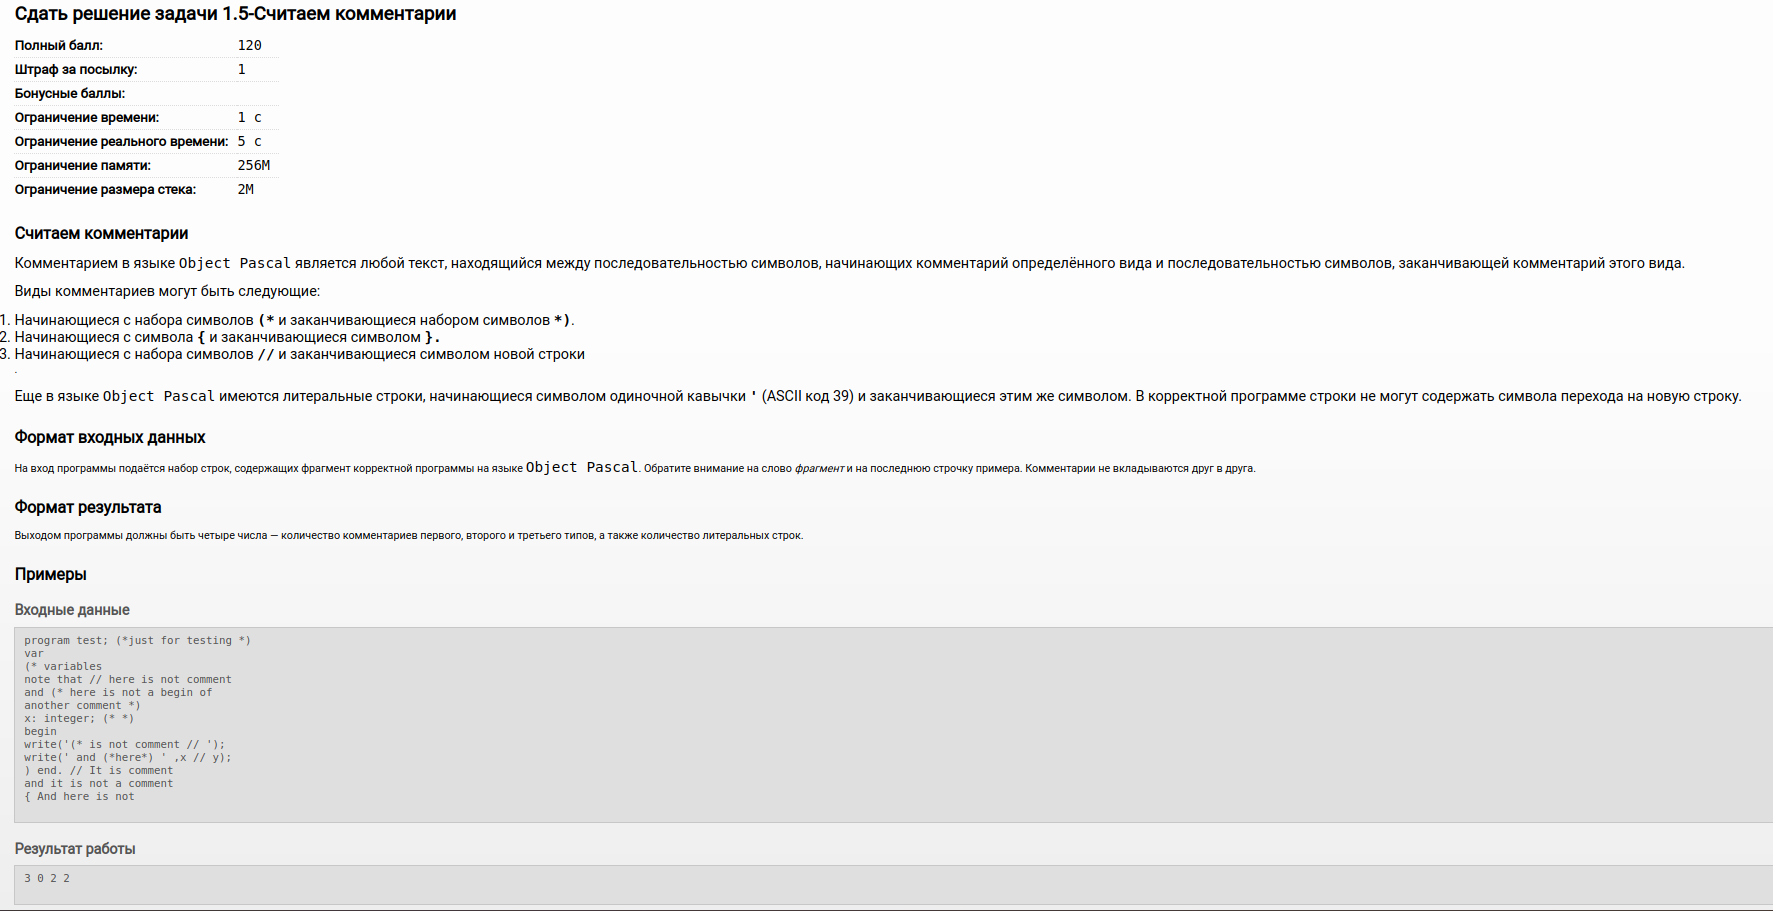 Сдать решение задачи 1.5-Считаем комментарии
Полный балл: 120
Штраф за посылку: 1
Бонусные баллы:
Ограничение времени: 1 с
Ограничение реального времени: 5 с
Ограничение памяти: 256M
Ограничение размера стека: 2M
Считаем комментарии
Комментарием в языке Object Pascal является любой текст, находящийся между последовательностью символов, начинающих комментарий определённого вида и последовательностью символов, заканчивающей комментарий этого вида.
Виды комментариев могут быть следующие:
1. Начинающиеся с набора символов (* и заканчивающиеся набором символов *).
2. Начинающиеся с символа { и заканчивающиеся символом }.
3. Начинающиеся с набора символов // и заканчивающиеся символом новой строки
.
Еще в языке Object Pascal имеются литеральные строки, начинающиеся символом одиночной кавычки ' (ASCII код 39) и заканчивающиеся этим же символом. В корректной программе строки не могут содержать символа перехода на новую строку.
Формат входных данных
На вход программы подаётся набор строк, содержащих фрагмент корректной программы на языке Object Pascal. Обратите внимание на слово фрагмент и на последнюю строчку примера. Комментарии не вкладываются друг в друга.
Формат результата
Выходом программы должны быть четыре числа — количество комментариев первого, второго и третьего типов, а также количество литеральных строк.
Примеры
Входные данные
program test; (*just for testing *)
var
(* variables
note that // here is not comment
and (* here is not a begin of
another comment *)
x: integer; (* *)
begin
write('(* is not comment // ');
write(' and (*here*) ' ,x // y);
) end. // It is comment
and it is not a comment
{ And here is not
Результат работы
3 0 2 2